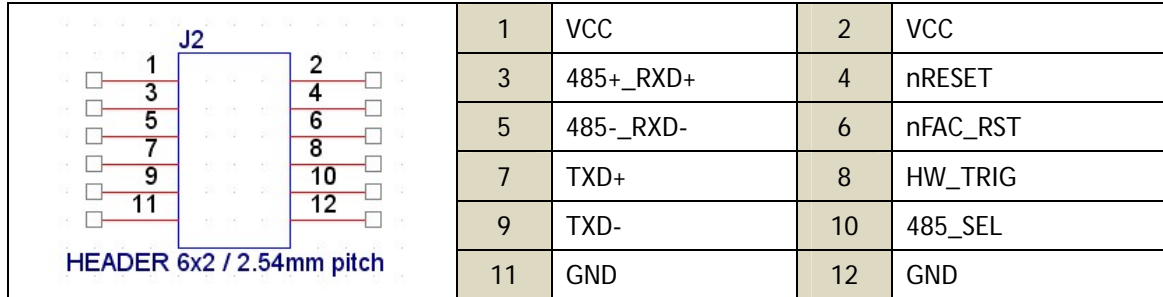 J2
1 2
3 4
5 6
7 8
9 10
11 12
HEADER 6x2 / 2.54mm pitch
1 VCC 2 VCC
3 485+_RXD+ 4 nRESET
5 485-_RXD- 6 nFAC_RST
7 TXD+ 8 HW_TRIG
9 TXD- 10 485_SEL
11 GND 12 GND